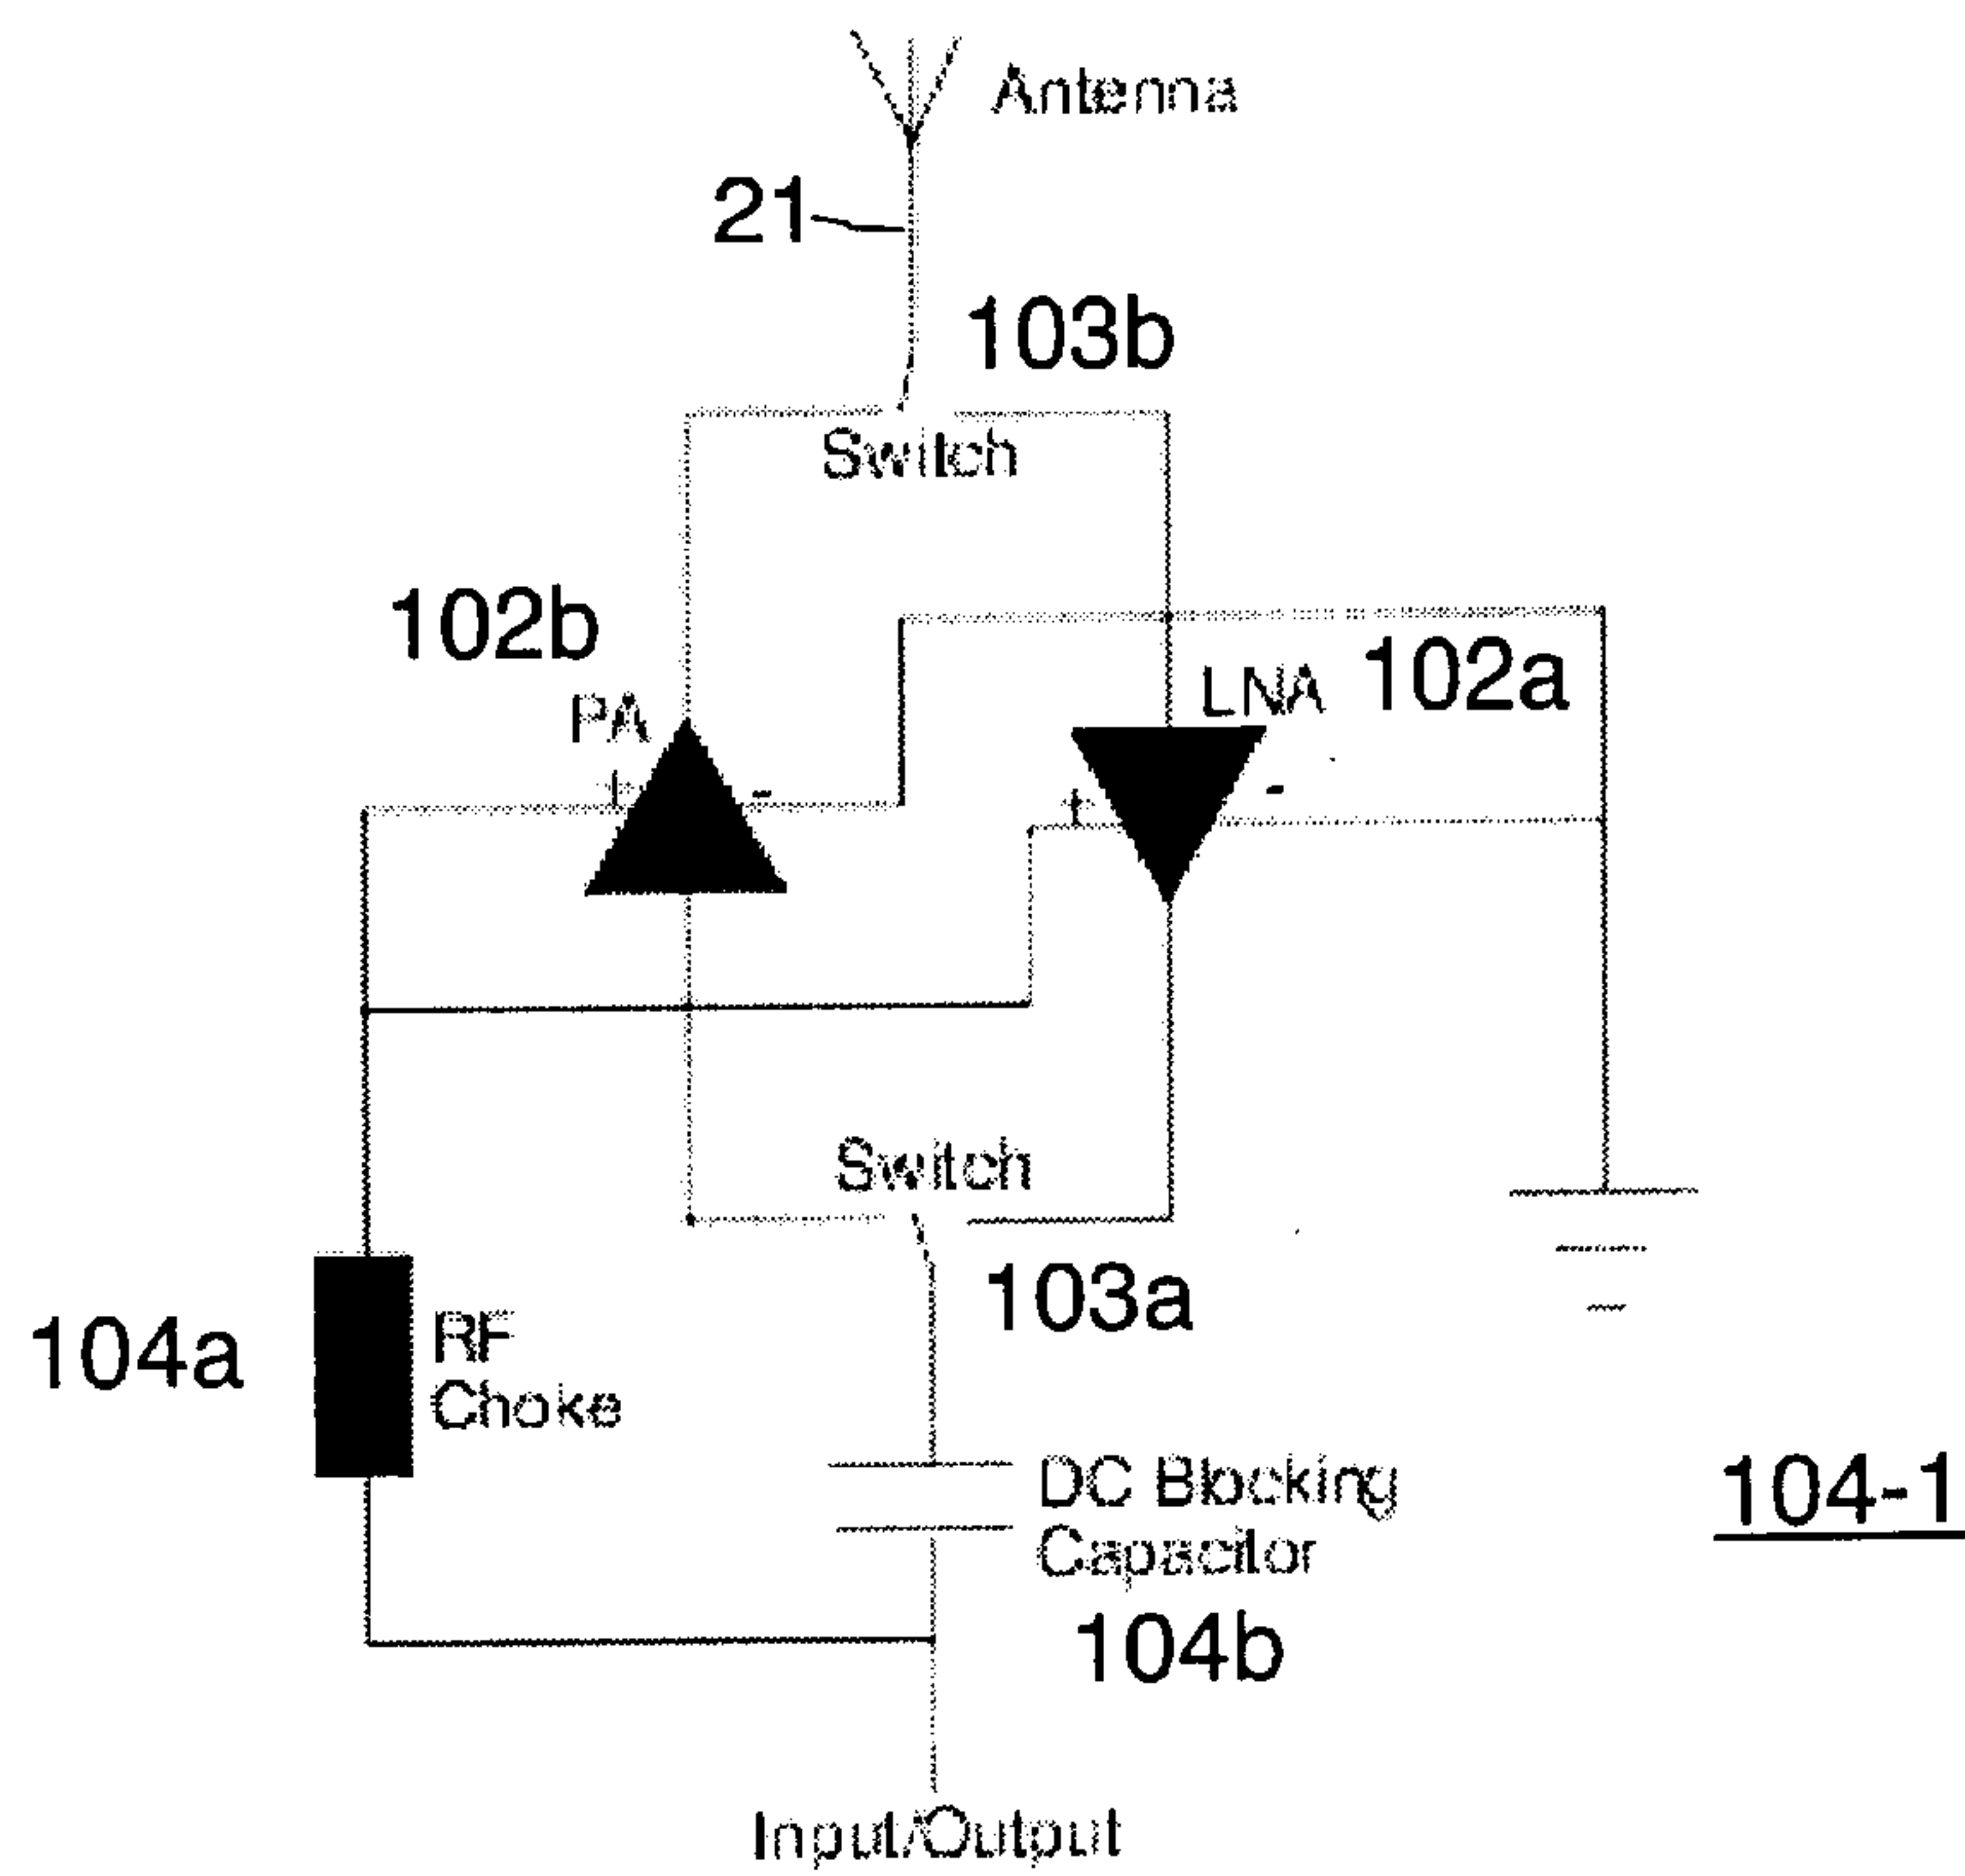 Antenna
21
103b
Switch
102b
LNA 102a
PA
+ -
+ -
Switch
103a
104a
RF
Choke
DC Blocking
Capacitor
104-1
104b
Input/Output